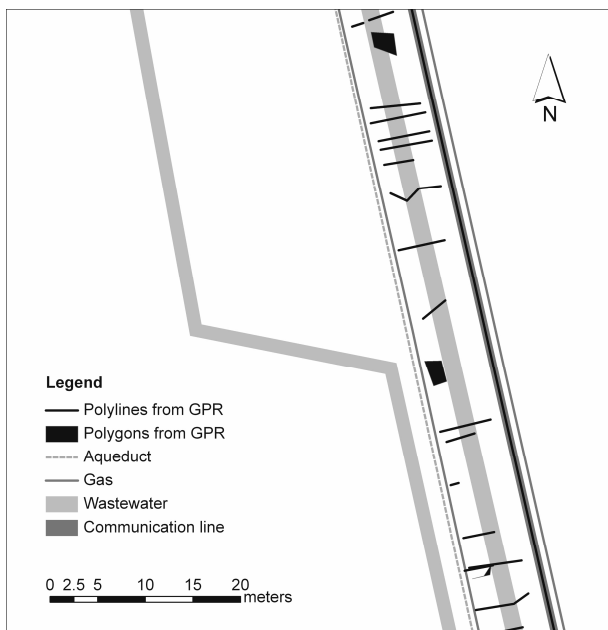 N
Legend
Polylines from GPR
Polygons from GPR
Aqueduct
Gas
Wastewater
Communication line
0 2.5 5 10 15 20
meters